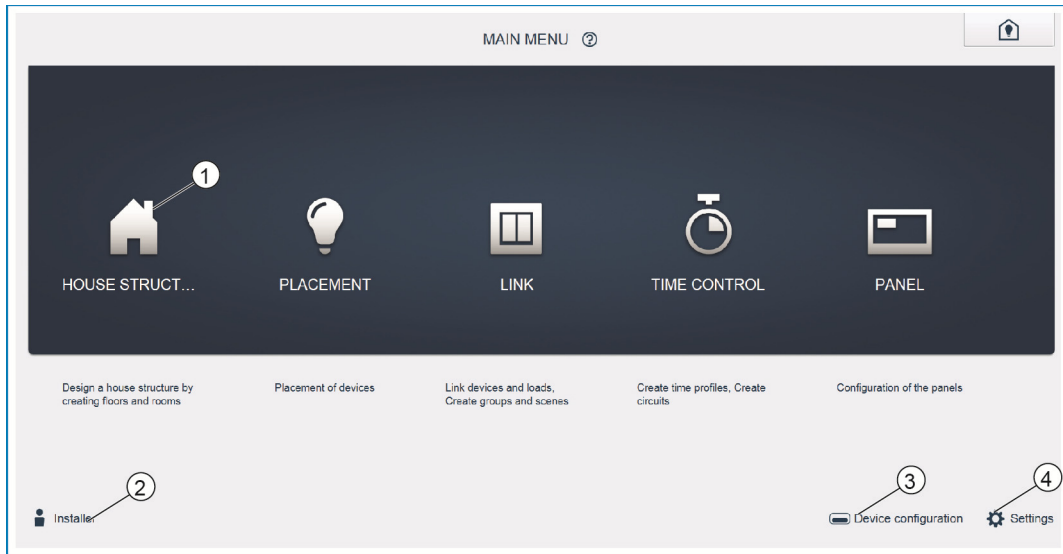 MAIN MENU ?
1
HOUSE STRUCT...
PLACEMENT
LINK
TIME CONTROL
PANEL
Design a house structure by
creating floors and rooms
Placement of devices
Link devices and loads,
Create groups and scenes
Create time profiles, Create
circuits
Configuration of the panels
2
3
4
Installer
Device configuration
Settings